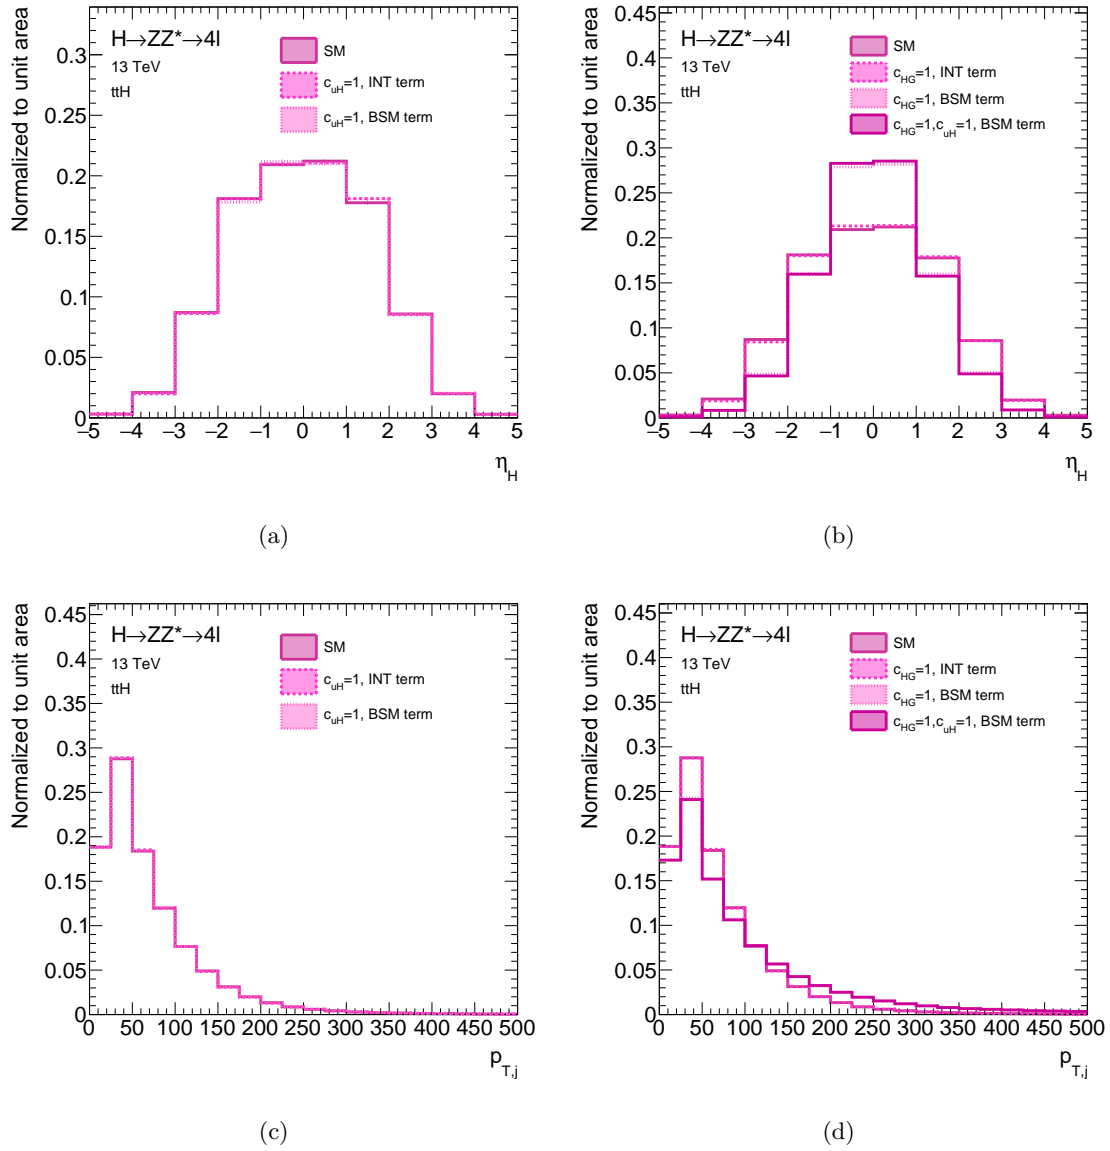 Normalized to unit area
0.3
0.25
0.2
0.15
0.1
0.05
0
H→ZZ*→4l
13 TeV
ttH
SM
c_uH=1, INT term
c_uH=1, BSM term
−5 −4 −3 −2 −1 0 1 2 3 4 5
η_H
(a)
Normalized to unit area
0.45
0.4
0.35
0.3
0.25
0.2
0.15
0.1
0.05
0
H→ZZ*→4l
13 TeV
ttH
SM
c_HG=1, INT term
c_HG=1, BSM term
c_HG=1,c_uH=1, BSM term
−5 −4 −3 −2 −1 0 1 2 3 4 5
η_H
(b)
Normalized to unit area
0.45
0.4
0.35
0.3
0.25
0.2
0.15
0.1
0.05
0
H→ZZ*→4l
13 TeV
ttH
SM
c_uH=1, INT term
c_uH=1, BSM term
0 50 100 150 200 250 300 350 400 450 500
p_T,j
(c)
Normalized to unit area
0.45
0.4
0.35
0.3
0.25
0.2
0.15
0.1
0.05
0
H→ZZ*→4l
13 TeV
ttH
SM
c_HG=1, INT term
c_HG=1, BSM term
c_HG=1,c_uH=1, BSM term
0 50 100 150 200 250 300 350 400 450 500
p_T,j
(d)